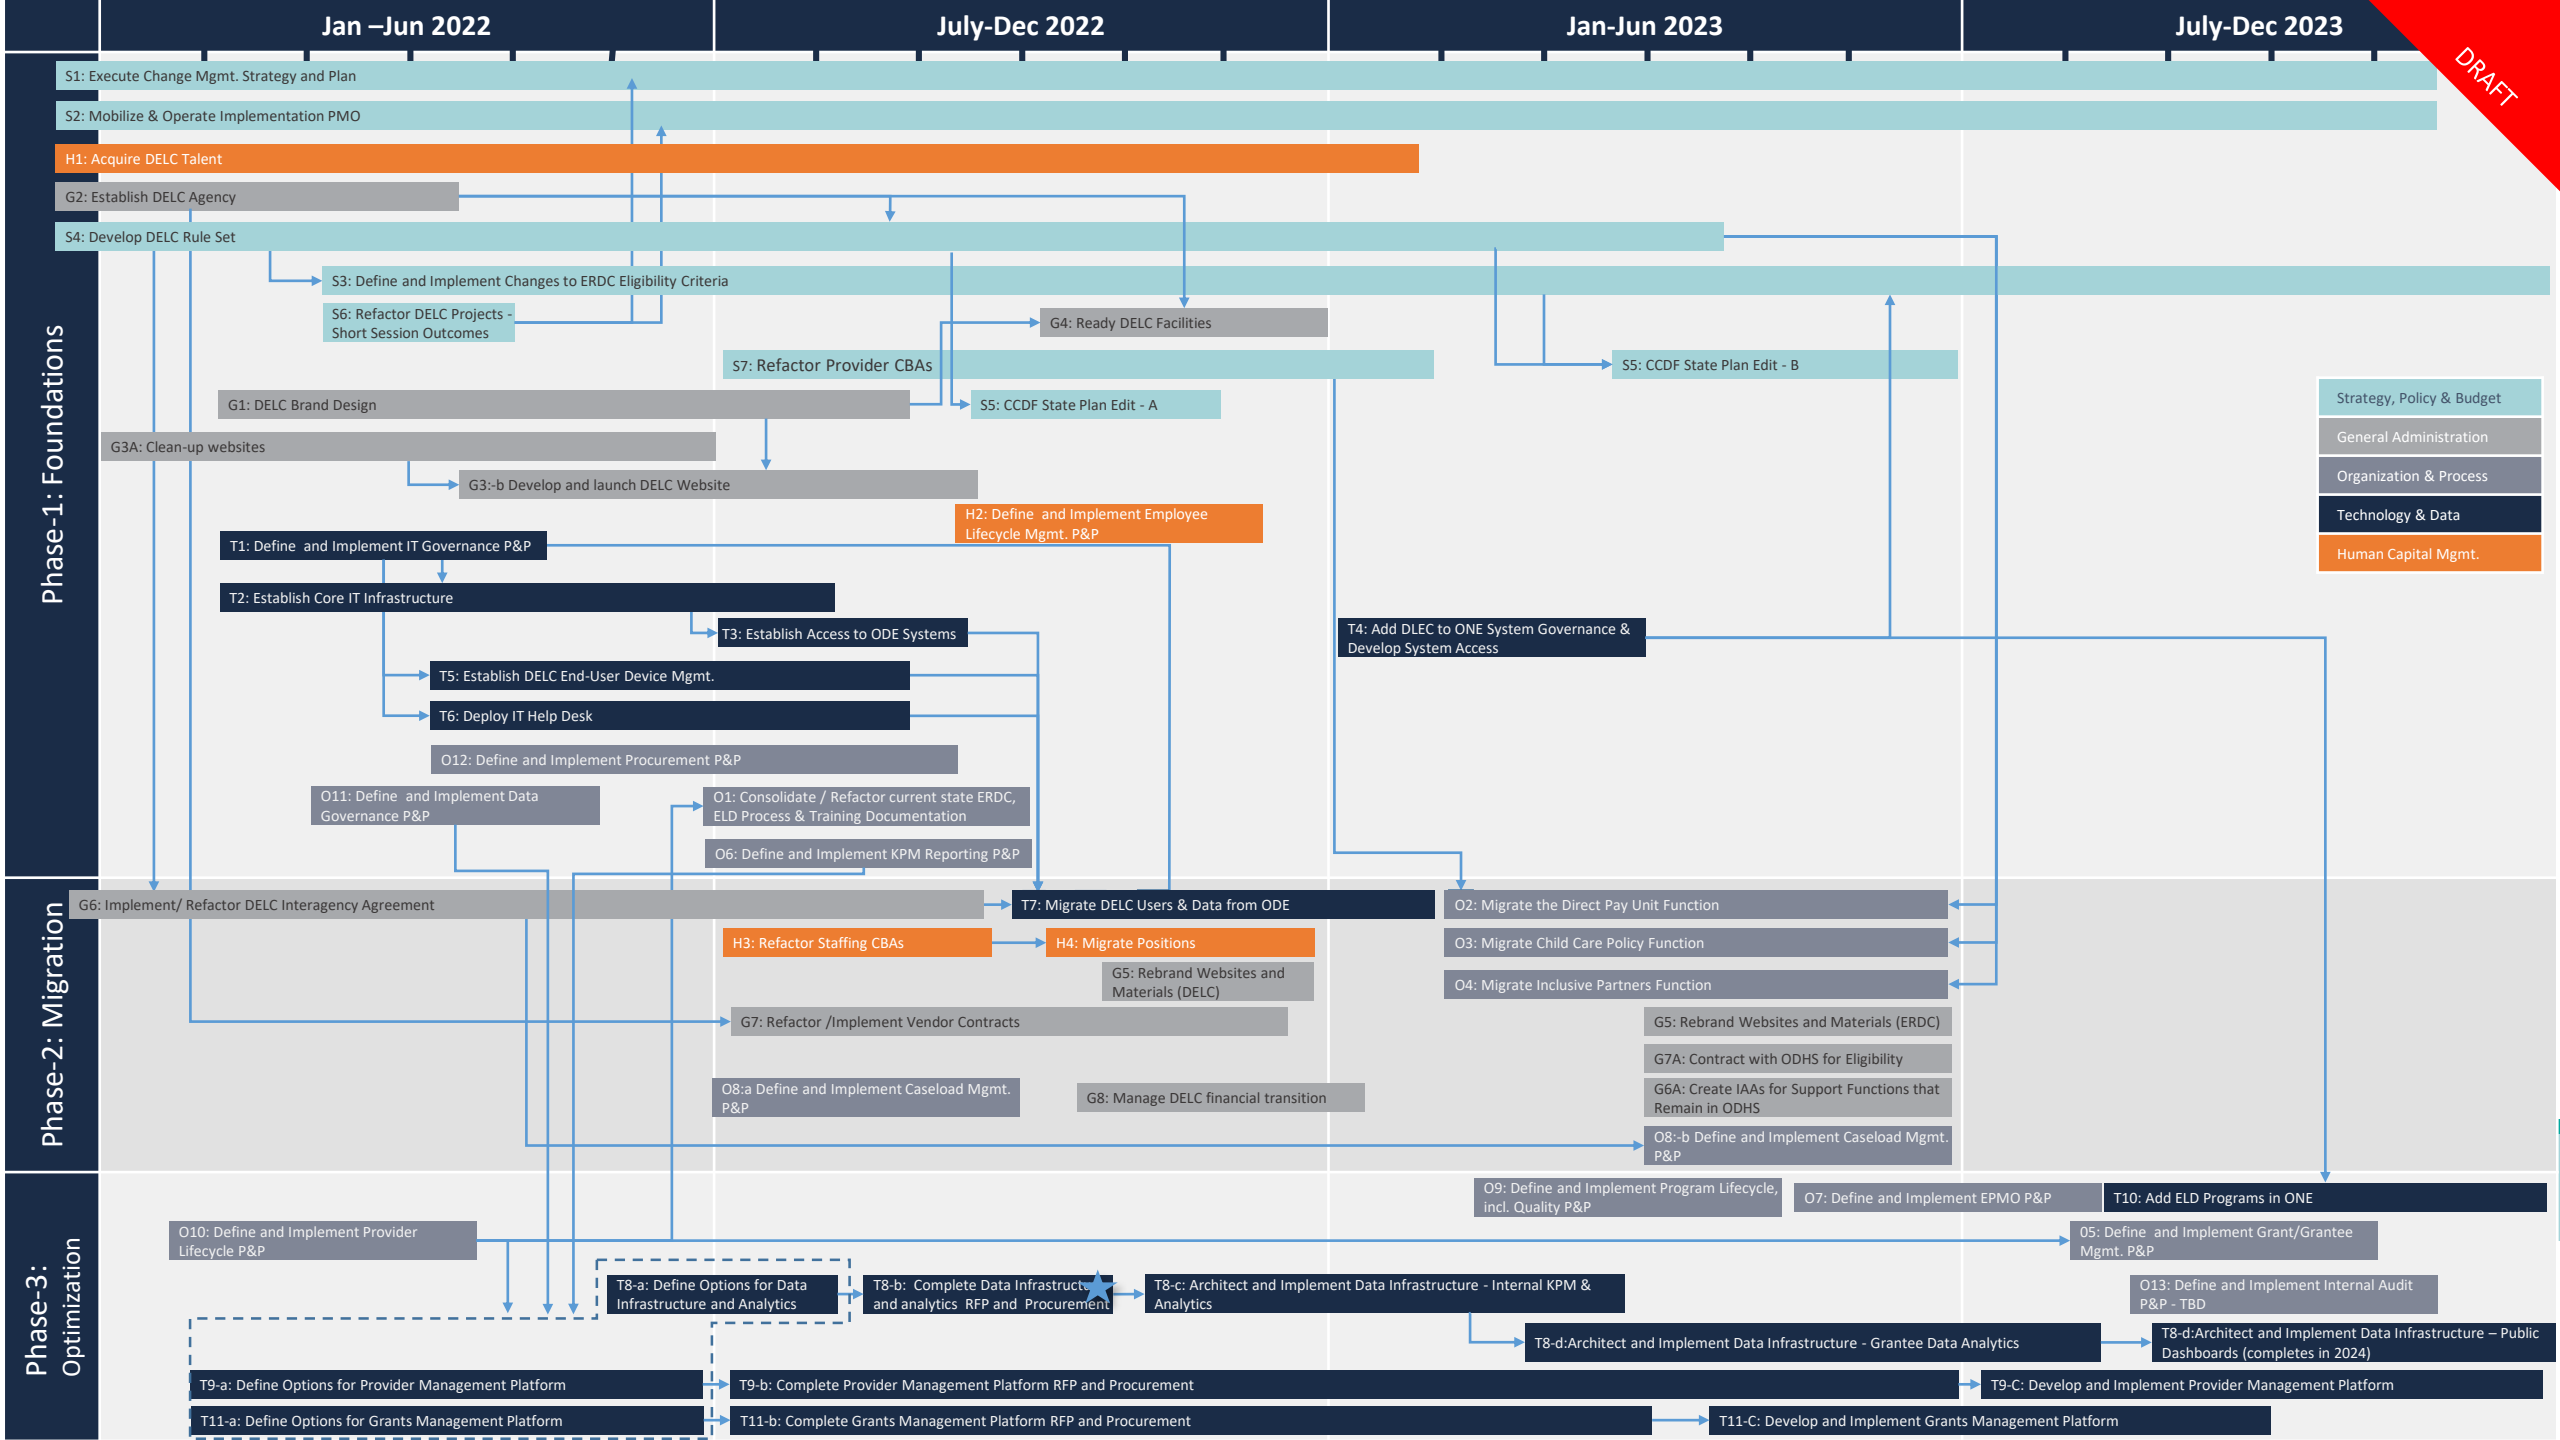 Jan –Jun 2022
July-Dec 2022
Jan-Jun 2023
July-Dec 2023
DRAFT
Phase-1: Foundations
S1: Execute Change Mgmt. Strategy and Plan
S2: Mobilize & Operate Implementation PMO
H1: Acquire DELC Talent
G2: Establish DELC Agency
S4: Develop DELC Rule Set
S3: Define and Implement Changes to ERDC Eligibility Criteria
S6: Refactor DELC Projects -
Short Session Outcomes
G4: Ready DELC Facilities
S7: Refactor Provider CBAs
S5: CCDF State Plan Edit - B
G1: DELC Brand Design
S5: CCDF State Plan Edit - A
Strategy, Policy & Budget
General Administration
Organization & Process
Technology & Data
Human Capital Mgmt.
G3A: Clean-up websites
G3:-b Develop and launch DELC Website
H2: Define  and Implement Employee
Lifecycle Mgmt. P&P
T1: Define  and Implement IT Governance P&P
T2: Establish Core IT Infrastructure
T3: Establish Access to ODE Systems
T4: Add DLEC to ONE System Governance &
Develop System Access
T5: Establish DELC End-User Device Mgmt.
T6: Deploy IT Help Desk
O12: Define and Implement Procurement P&P
O11: Define  and Implement Data
Governance P&P
O1: Consolidate / Refactor current state ERDC,
ELD Process & Training Documentation
O6: Define and Implement KPM Reporting P&P
Phase-2: Migration
G6: Implement/ Refactor DELC Interagency Agreement
T7: Migrate DELC Users & Data from ODE
O2: Migrate the Direct Pay Unit Function
H3: Refactor Staffing CBAs
H4: Migrate Positions
O3: Migrate Child Care Policy Function
G5: Rebrand Websites and
Materials (DELC)
O4: Migrate Inclusive Partners Function
G7: Refactor /Implement Vendor Contracts
G5: Rebrand Websites and Materials (ERDC)
G7A: Contract with ODHS for Eligibility
O8:a Define and Implement Caseload Mgmt.
P&P
G8: Manage DELC financial transition
G6A: Create IAAs for Support Functions that
Remain in ODHS
O8:-b Define and Implement Caseload Mgmt.
P&P
Phase-3:
Optimization
O9: Define and Implement Program Lifecycle,
incl. Quality P&P
O7: Define and Implement EPMO P&P
T10: Add ELD Programs in ONE
O10: Define and Implement Provider
Lifecycle P&P
05: Define  and Implement Grant/Grantee
Mgmt. P&P
T8-a: Define Options for Data
Infrastructure and Analytics
T8-b:  Complete Data
and analytics  RFP and  Procurement
T8-c: Architect and Implement Data Infrastructure - Internal KPM &
Analytics
O13: Define and Implement Internal Audit
P&P - TBD
T8-d:Architect and Implement Data Infrastructure - Grantee Data Analytics
T8-d:Architect and Implement Data Infrastructure – Public
Dashboards (completes in 2024)
T9-a: Define Options for Provider Management Platform
T9-b: Complete Provider Management Platform RFP and Procurement
T9-C: Develop and Implement Provider Management Platform
T11-a: Define Options for Grants Management Platform
T11-b: Complete Grants Management Platform RFP and Procurement
T11-C: Develop and Implement Grants Management Platform